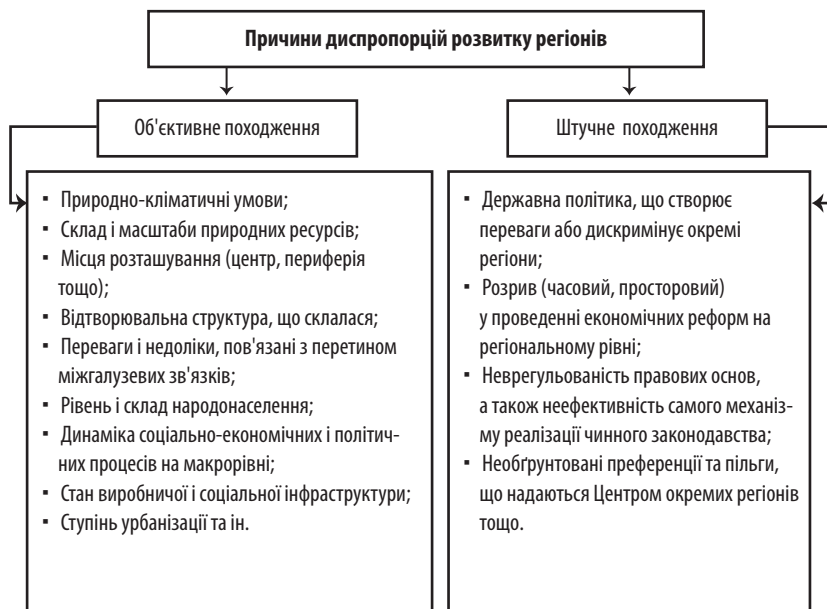 Причини диспропорцій розвитку регіонів
Об'єктивне походження
Штучне походження
▪ Природно-кліматичні умови;
▪ Склад і масштаби природних ресурсів;
▪ Місця розташування (центр, периферія
тощо);
▪ Відтворювальна структура, що склалася;
▪ Переваги і недоліки, пов'язані з перетином
міжгалузевих зв'язків;
▪ Рівень і склад народонаселення;
▪ Динаміка соціально-економічних і політич-
них процесів на макрорівні;
▪ Стан виробничої і соціальної інфраструктури;
▪ Ступінь урбанізації та ін.
▪ Державна політика, що створює
переваги або дискримінує окремі
регіони;
▪ Розрив (часовий, просторовий)
у проведенні економічних реформ на
регіональному рівні;
▪ Неврегульованість правових основ,
а також неефективність самого механіз-
му реалізації чинного законодавства;
▪ Необґрунтовані преференції та пільги,
що надаються Центром окремих регіонів
тощо.